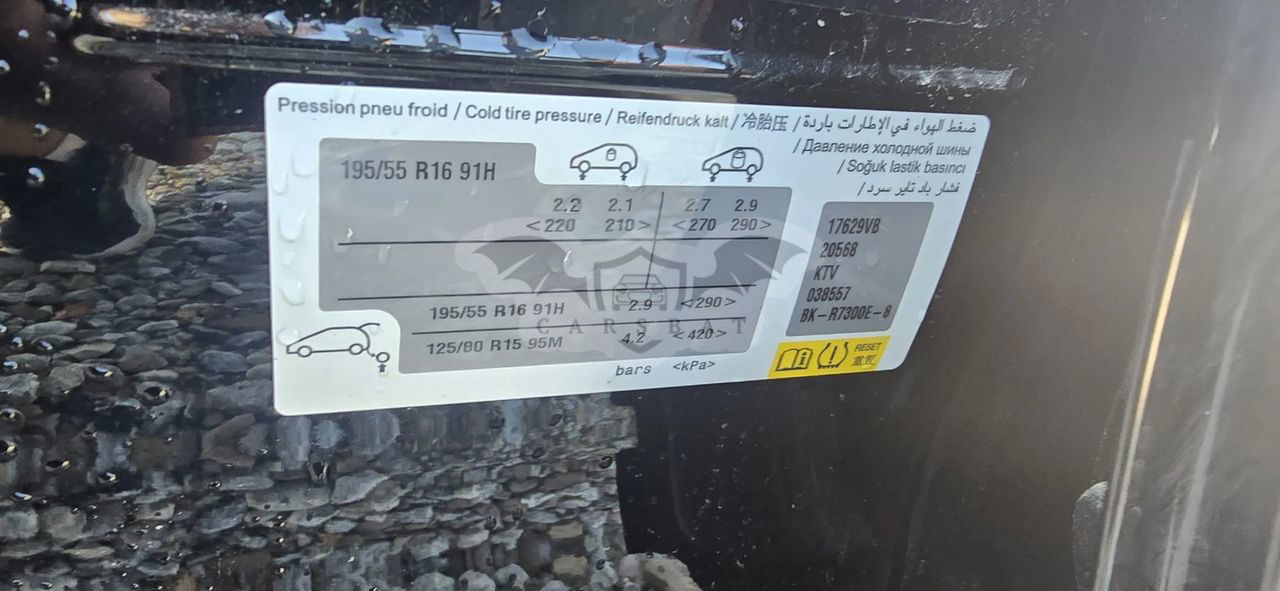 Pression pneu froid / Cold tire pressure / Reifendruck kalt / 冷胎压 / ضغط الهواء في الإطارات باردة
/ Давление холодной шины
/ Soğuk lastik basıncı
/ فشار باد تایر سرد
195/55 R16 91H
2.2 2.1 2.7 2.9
<220 210> <270 290>
195/55 R16 91H 2.9 <290>
125/80 R15 95M 4.2 <420>
bars <kPa>
17629VB
20568
KTV
038557
BK-R7300E-8
RESET
重置
CARSBAT